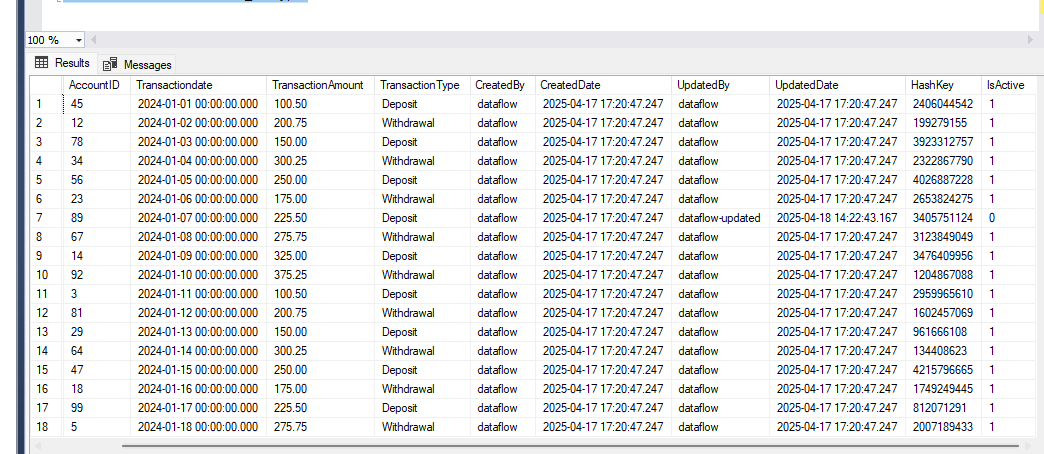 100 %
Results Messages
AccountID Transactiondate TransactionAmount TransactionType CreatedBy CreatedDate UpdatedBy UpdatedDate HashKey IsActive
1 45 2024-01-01 00:00:00.000 100.50 Deposit dataflow 2025-04-17 17:20:47.247 dataflow 2025-04-17 17:20:47.247 2406044542 1
2 12 2024-01-02 00:00:00.000 200.75 Withdrawal dataflow 2025-04-17 17:20:47.247 dataflow 2025-04-17 17:20:47.247 199279155 1
3 78 2024-01-03 00:00:00.000 150.00 Deposit dataflow 2025-04-17 17:20:47.247 dataflow 2025-04-17 17:20:47.247 3923312757 1
4 34 2024-01-04 00:00:00.000 300.25 Withdrawal dataflow 2025-04-17 17:20:47.247 dataflow 2025-04-17 17:20:47.247 2322867790 1
5 56 2024-01-05 00:00:00.000 250.00 Deposit dataflow 2025-04-17 17:20:47.247 dataflow 2025-04-17 17:20:47.247 4026887228 1
6 23 2024-01-06 00:00:00.000 175.00 Withdrawal dataflow 2025-04-17 17:20:47.247 dataflow 2025-04-17 17:20:47.247 2653824275 1
7 89 2024-01-07 00:00:00.000 225.50 Deposit dataflow 2025-04-17 17:20:47.247 dataflow-updated 2025-04-18 14:22:43.167 3405751124 0
8 67 2024-01-08 00:00:00.000 275.75 Withdrawal dataflow 2025-04-17 17:20:47.247 dataflow 2025-04-17 17:20:47.247 3123849049 1
9 14 2024-01-09 00:00:00.000 325.00 Deposit dataflow 2025-04-17 17:20:47.247 dataflow 2025-04-17 17:20:47.247 3476409956 1
10 92 2024-01-10 00:00:00.000 375.25 Withdrawal dataflow 2025-04-17 17:20:47.247 dataflow 2025-04-17 17:20:47.247 1204867088 1
11 3 2024-01-11 00:00:00.000 100.50 Deposit dataflow 2025-04-17 17:20:47.247 dataflow 2025-04-17 17:20:47.247 2959965610 1
12 81 2024-01-12 00:00:00.000 200.75 Withdrawal dataflow 2025-04-17 17:20:47.247 dataflow 2025-04-17 17:20:47.247 1602457069 1
13 29 2024-01-13 00:00:00.000 150.00 Deposit dataflow 2025-04-17 17:20:47.247 dataflow 2025-04-17 17:20:47.247 961666108 1
14 64 2024-01-14 00:00:00.000 300.25 Withdrawal dataflow 2025-04-17 17:20:47.247 dataflow 2025-04-17 17:20:47.247 134408623 1
15 47 2024-01-15 00:00:00.000 250.00 Deposit dataflow 2025-04-17 17:20:47.247 dataflow 2025-04-17 17:20:47.247 4215796665 1
16 18 2024-01-16 00:00:00.000 175.00 Withdrawal dataflow 2025-04-17 17:20:47.247 dataflow 2025-04-17 17:20:47.247 1749249445 1
17 99 2024-01-17 00:00:00.000 225.50 Deposit dataflow 2025-04-17 17:20:47.247 dataflow 2025-04-17 17:20:47.247 812071291 1
18 5 2024-01-18 00:00:00.000 275.75 Withdrawal dataflow 2025-04-17 17:20:47.247 dataflow 2025-04-17 17:20:47.247 2007189433 1